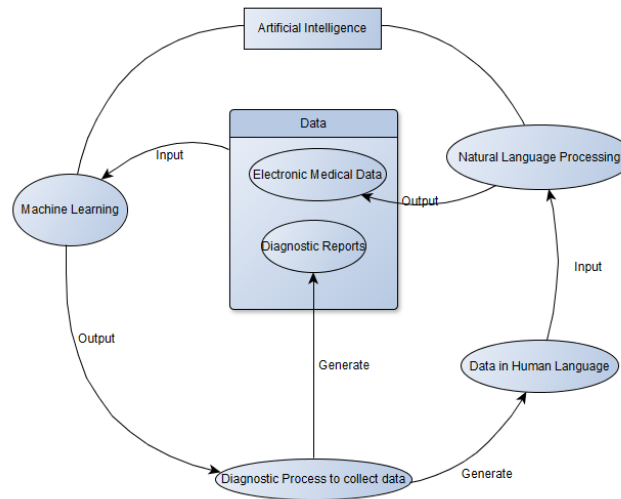 Artificial Intelligence
Data
Input
Natural Language Processing
Electronic Medical Data
Machine Learning
Output
Diagnostic Reports
Input
Output
Generate
Data in Human Language
Diagnostic Process to collect data
Generate